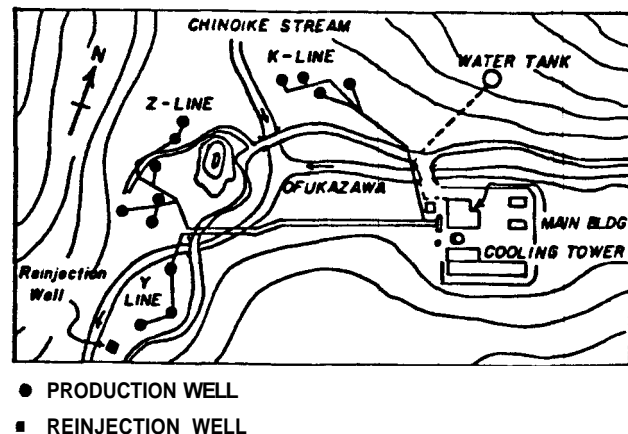 CHINOIKE STREAM
K-LINE
WATER TANK
N
Z-LINE
OFUKAZAWA
MAIN BLDG
COOLING TOWER
Reinjection
Well
Y
LINE
PRODUCTION WELL
REINJECTION WELL